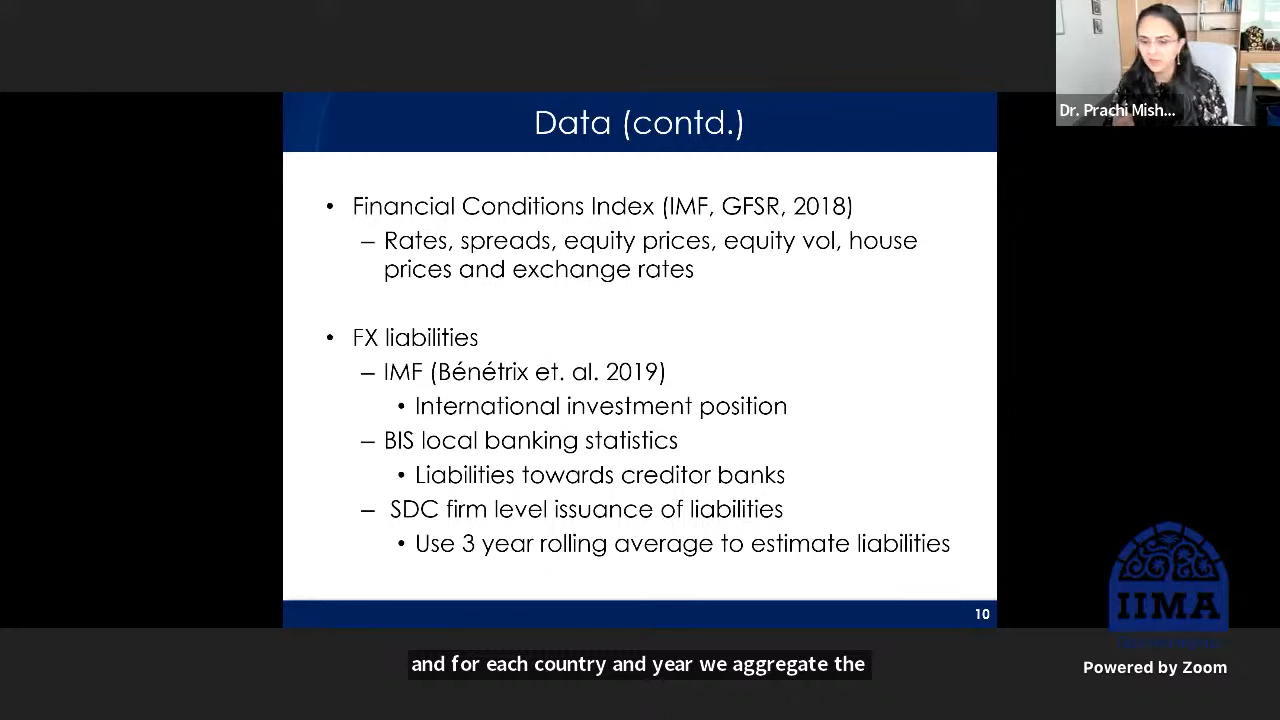 Dr. Prachi Mish...
Data (contd.)
• Financial Conditions Index (IMF, GFSR, 2018)
– Rates, spreads, equity prices, equity vol, house
prices and exchange rates
• FX liabilities
– IMF (Bénétrix et. al. 2019)
• International investment position
– BIS local banking statistics
• Liabilities towards creditor banks
– SDC firm level issuance of liabilities
• Use 3 year rolling average to estimate liabilities
10
IIMA
and for each country and year we aggregate the
Powered by Zoom